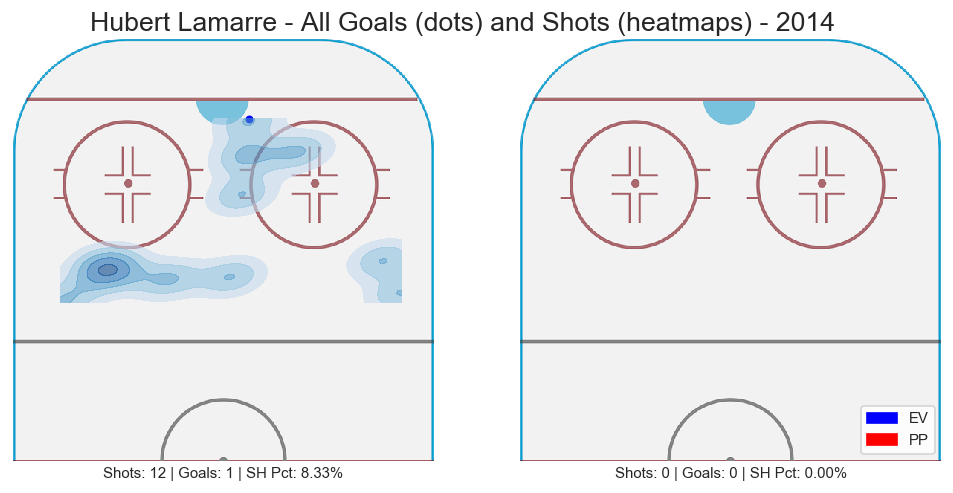 Hubert Lamarre - All Goals (dots) and Shots (heatmaps) - 2014
EV
PP
Shots: 12 | Goals: 1 | SH Pct: 8.33%
Shots: 0 | Goals: 0 | SH Pct: 0.00%